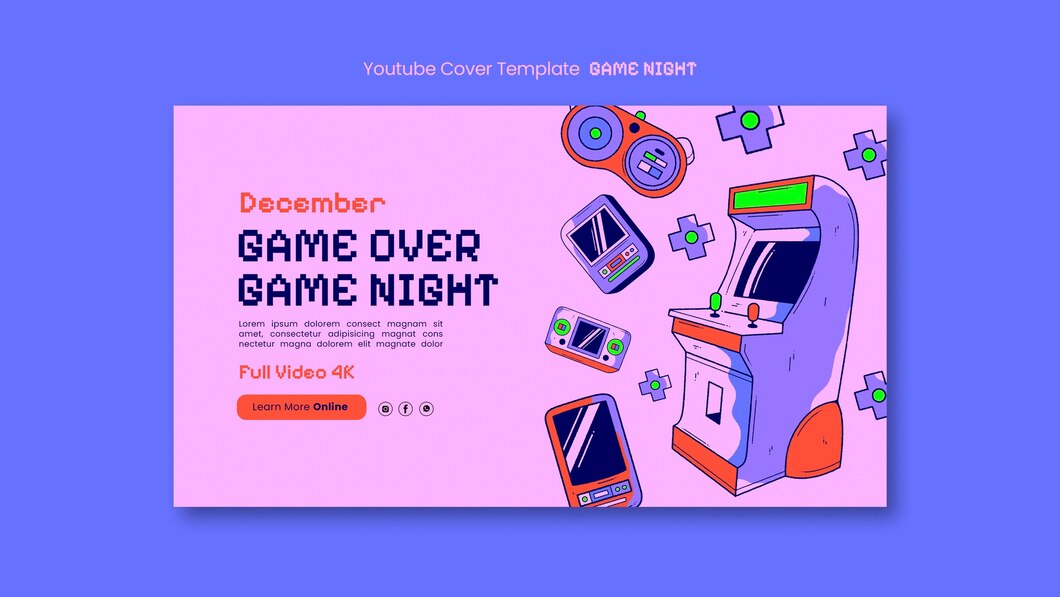 Youtube Cover Template GAME NIGHT
December
GAME OVER
GAME NIGHT
Lorem ipsum dolorem consect magnam sit
amet, consectetur adipisicing magnat cons
nectetur magna dolorem elit magnate dolor
Full Video 4K
Learn More Online